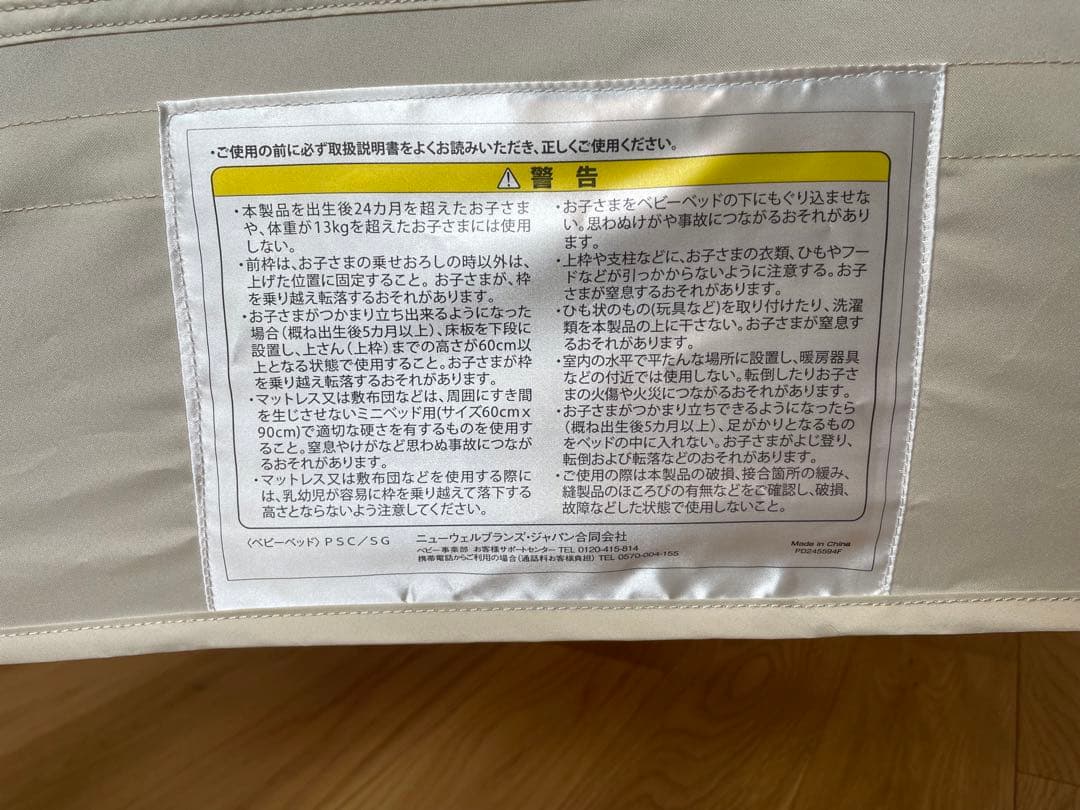 ・ご使用の前に必ず取扱説明書をよくお読みいただき、正しくご使用ください。
警告
・本製品を出生後24カ月を超えたお子さま
や、体重が13kgを超えたお子さまには使用
しない。
・前枠は、お子さまの乗せおろしの時以外は、
上げた位置に固定すること。お子さまが、枠
を乗り越え転落するおそれがあります。
・お子さまがつかまり立ち出来るようになった
場合(概ね出生後5カ月以上)、床板を下段に
設置し、上さん(上枠)までの高さが60cm以
上となる状態で使用すること。お子さまが枠
を乗り越え転落するおそれがあります。
・マットレス又は敷布団などは、周囲にすき間
を生じさせないミニベッド用(サイズ60cm x
90cm)で適切な硬さを有するものを使用す
ること。窒息やけがなど思わぬ事故につなが
るおそれがあります。
・マットレス又は敷布団などを使用する際に
は、乳幼児が容易に枠を乗り越えて落下する
高さとならないよう注意してください。
・お子さまをベビーベッドの下にもぐり込ませな
い。思わぬけがや事故につながるおそれがあり
ます。
・上枠や支柱などに、お子さまの衣類、ひもやフー
ドなどが引っかからないように注意する。お子
さまが窒息するおそれがあります。
・ひも状のもの(玩具など)を取り付けたり、洗濯
類を本製品の上に干さない。お子さまが窒息す
るおそれがあります。
・室内の水平で平たんな場所に設置し、暖房器具
などの付近では使用しない。転倒したりお子さ
まの火傷や火災につながるおそれがあります。
・お子さまがつかまり立ちできるようになったら
(概ね出生後5カ月以上)、足がかりとなるもの
をベッドの中に入れない。お子さまがよじ登り、
転倒および転落などのおそれがあります。
・ご使用の際は本製品の破損、接合箇所の緩み、
縫製品のほころびの有無などをご確認し、破損、
故障などした状態で使用しないこと。
〈ベビーベッド〉PSC/SG
ニューウェルブランズ・ジャパン合同会社
ベビー事業部 お客様サポートセンター TEL 0120-415-814
携帯電話からご利用の場合(通話料お客様負担) TEL 0570-004-155
Made in China
PD245594F